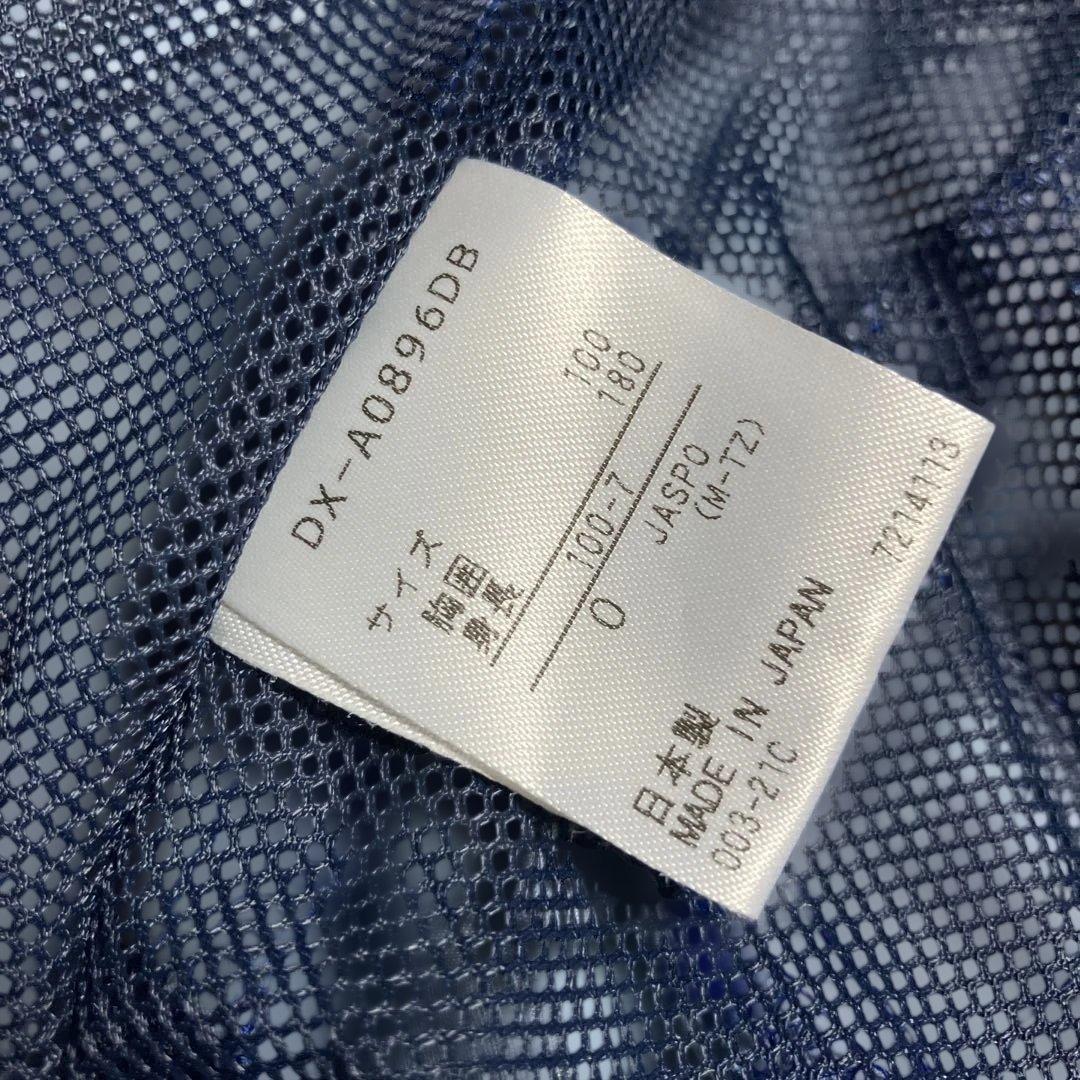 DX-A0896DB
サイズ
胸囲 100
身長 180
100-7
O JASPO
(M-TZ)
日本製
MADE IN JAPAN
003-21C 7214113